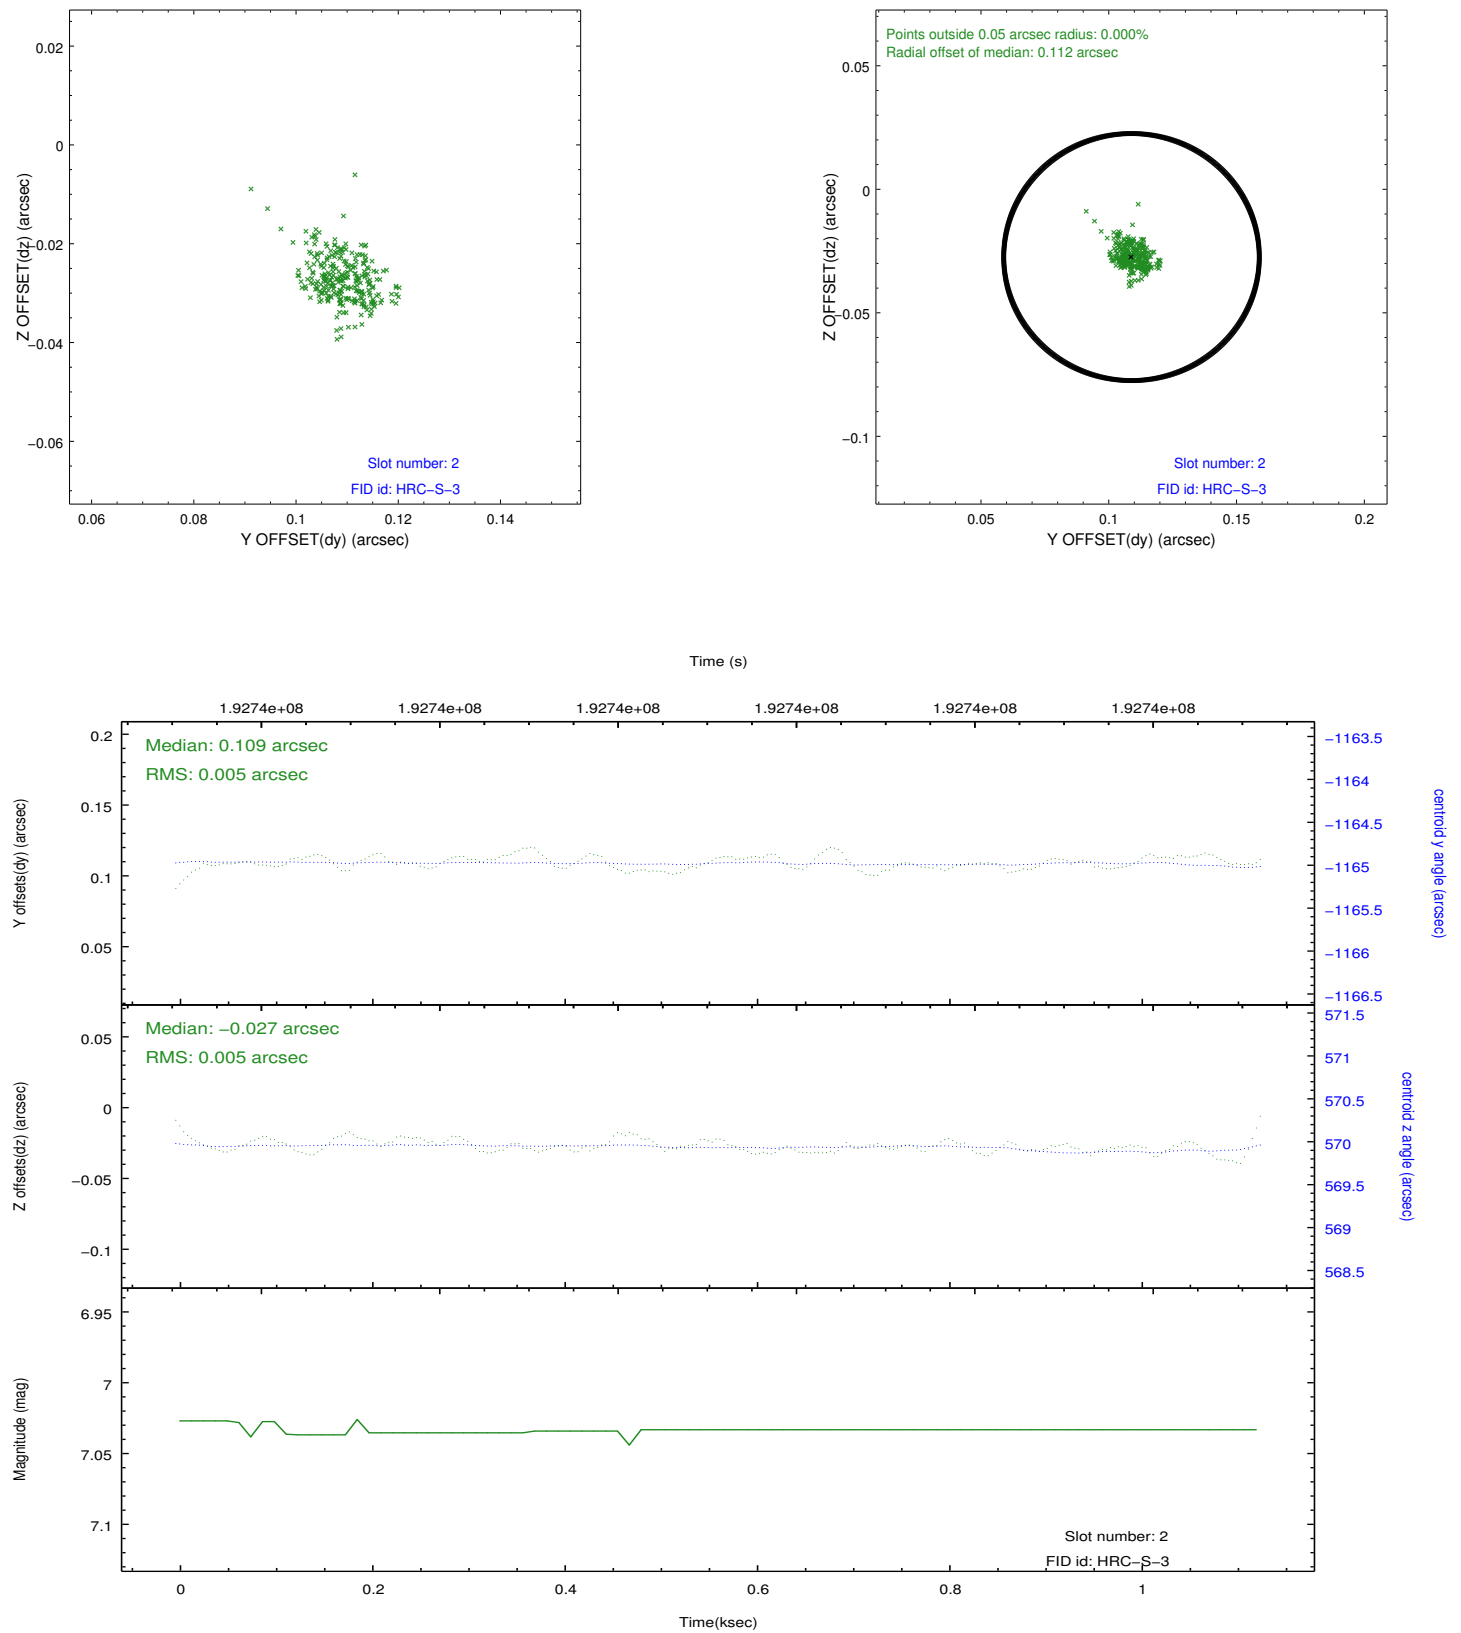 0.02
0
−0.02
−0.04
−0.06
Z OFFSET(dz) (arcsec)
Slot number: 2
FID id: HRC−S−3
0.06 0.08 0.1 0.12 0.14
Y OFFSET(dy) (arcsec)
Points outside 0.05 arcsec radius: 0.000%
Radial offset of median: 0.112 arcsec
0.05
0
−0.05
−0.1
Z OFFSET(dz) (arcsec)
Slot number: 2
FID id: HRC−S−3
0.05 0.1 0.15 0.2
Y OFFSET(dy) (arcsec)
Time (s)
1.9274e+08 1.9274e+08 1.9274e+08 1.9274e+08 1.9274e+08 1.9274e+08
Median: 0.109 arcsec
RMS: 0.005 arcsec
0.2
0.15
0.1
0.05
Y offsets(dy) (arcsec)
−1163.5
−1164
−1164.5
−1165
−1165.5
−1166
−1166.5
centroid y angle (arcsec)
Median: −0.027 arcsec
RMS: 0.005 arcsec
0.05
0
−0.05
−0.1
Z offsets(dz) (arcsec)
571.5
571
570.5
570
569.5
569
568.5
centroid z angle (arcsec)
6.95
7
7.05
7.1
Magnitude (mag)
Slot number: 2
FID id: HRC−S−3
0 0.2 0.4 0.6 0.8 1
Time(ksec)